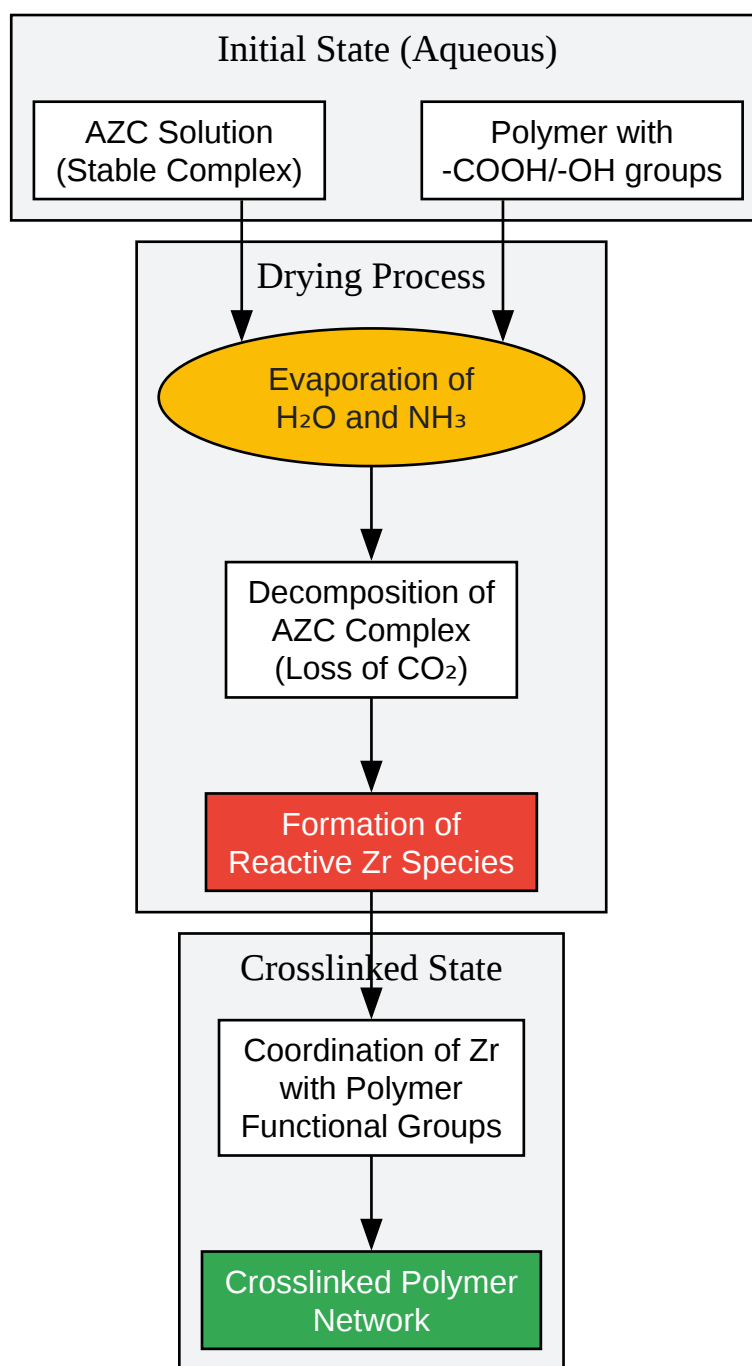 Initial State (Aqueous)
AZC Solution
(Stable Complex)
Polymer with
-COOH/-OH groups
Drying Process
Evaporation of
H₂O and NH₃
Decomposition of
AZC Complex
(Loss of CO₂)
Formation of
Reactive Zr Species
Crosslinked State
Coordination of Zr
with Polymer
Functional Groups
Crosslinked Polymer
Network